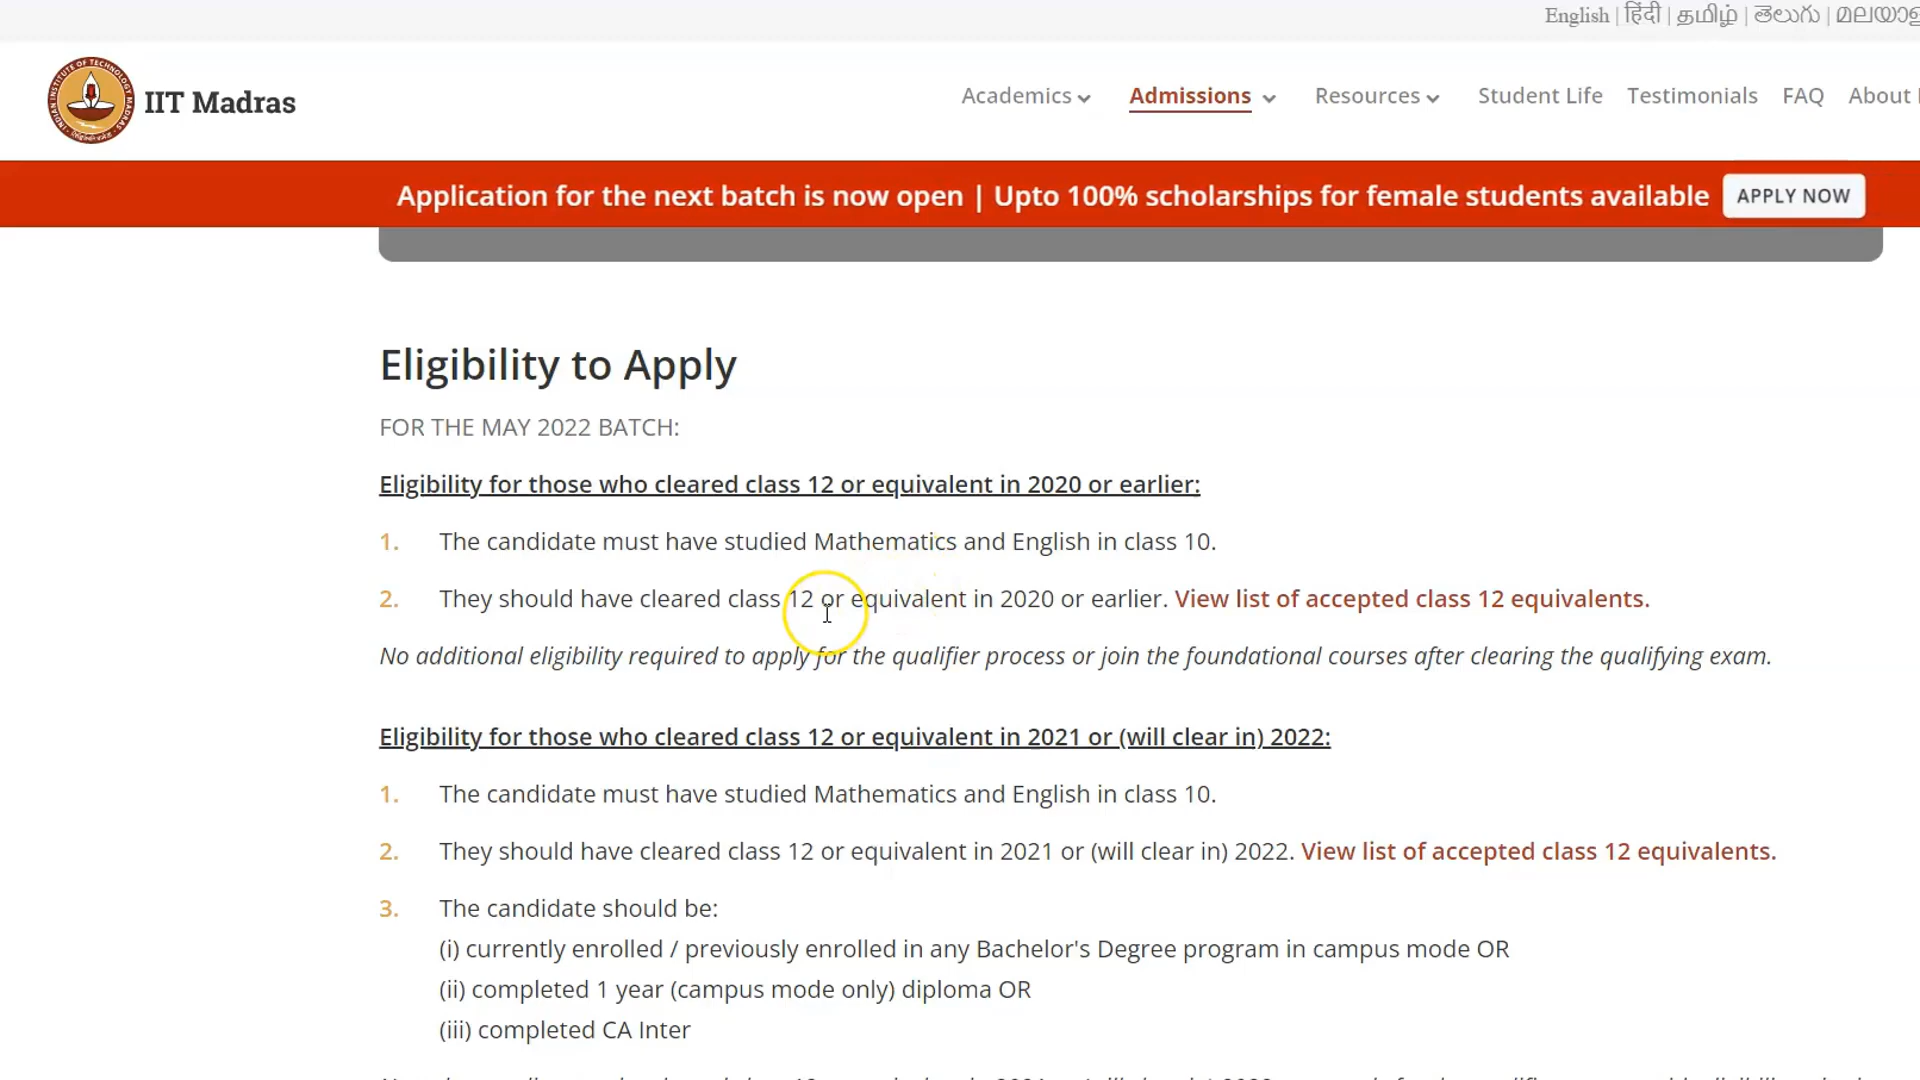 English | हिंदी | தமிழ் | తెలుగు |
IIT Madras
Academics Admissions Resources Student Life Testimonials FAQ About
Application for the next batch is now open | Upto 100% scholarships for female students available APPLY NOW
Eligibility to Apply
FOR THE MAY 2022 BATCH:
Eligibility for those who cleared class 12 or equivalent in 2020 or earlier:
1. The candidate must have studied Mathematics and English in class 10.
2. They should have cleared class 12 or equivalent in 2020 or earlier. View list of accepted class 12 equivalents.
No additional eligibility required to apply for the qualifier process or join the foundational courses after clearing the qualifying exam.
Eligibility for those who cleared class 12 or equivalent in 2021 or (will clear in) 2022:
1. The candidate must have studied Mathematics and English in class 10.
2. They should have cleared class 12 or equivalent in 2021 or (will clear in) 2022. View list of accepted class 12 equivalents.
3. The candidate should be:
(i) currently enrolled / previously enrolled in any Bachelor's Degree program in campus mode OR
(ii) completed 1 year (campus mode only) diploma OR
(iii) completed CA Inter